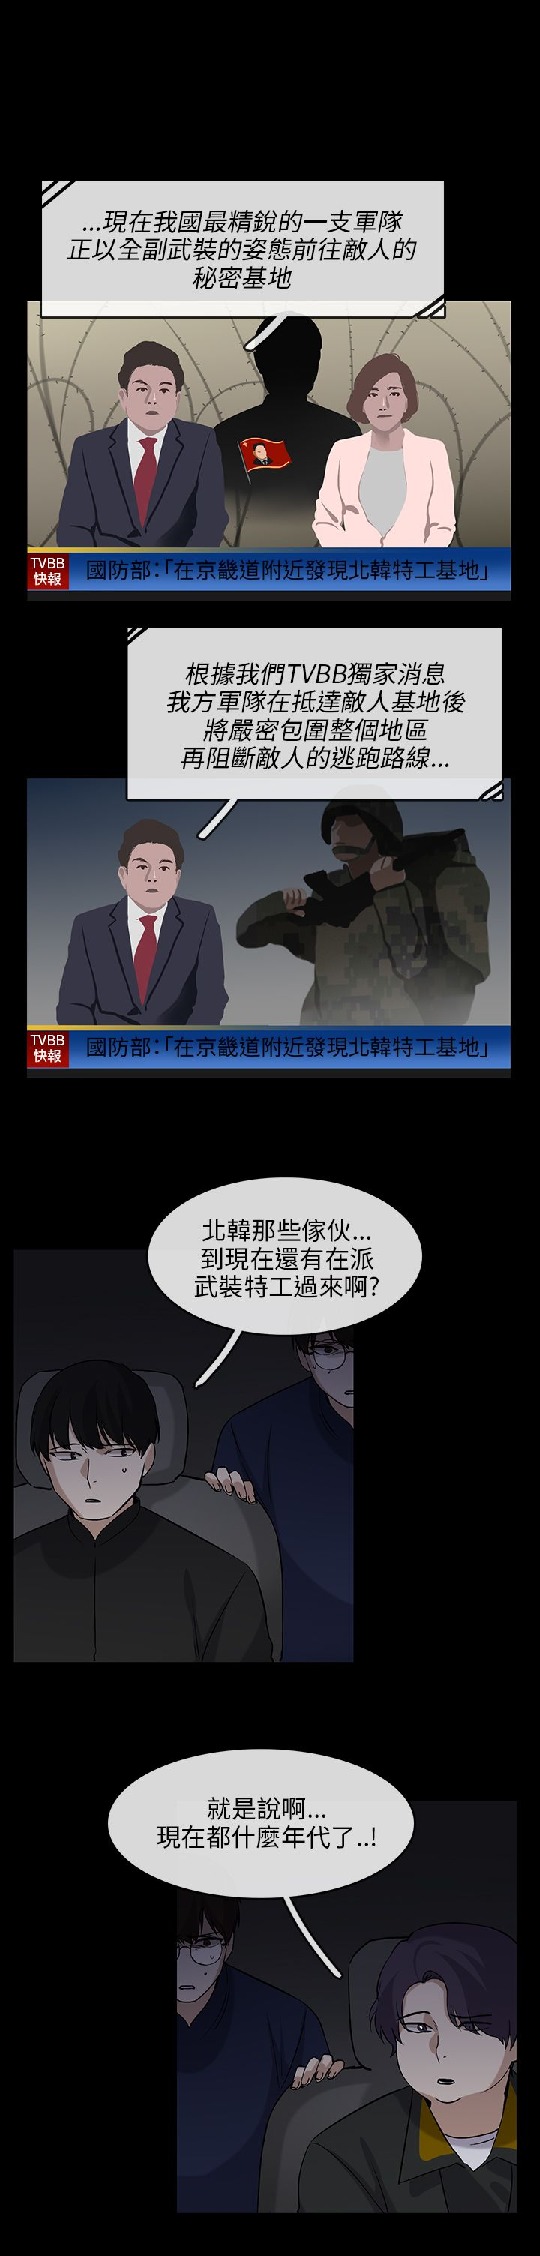 ...現在我國最精銳的一支軍隊
正以全副武裝的姿態前往敵人的
秘密基地
TVBB
快報
國防部：「在京畿道附近發現北韓特工基地」
根據我們TVBB獨家消息
我方軍隊在抵達敵人基地後
將嚴密包圍整個地區
再阻斷敵人的逃跑路線...
TVBB
快報
國防部：「在京畿道附近發現北韓特工基地」
北韓那些傢伙...
到現在還有在派
武裝特工過來啊?
就是說啊...
現在都什麼年代了..!